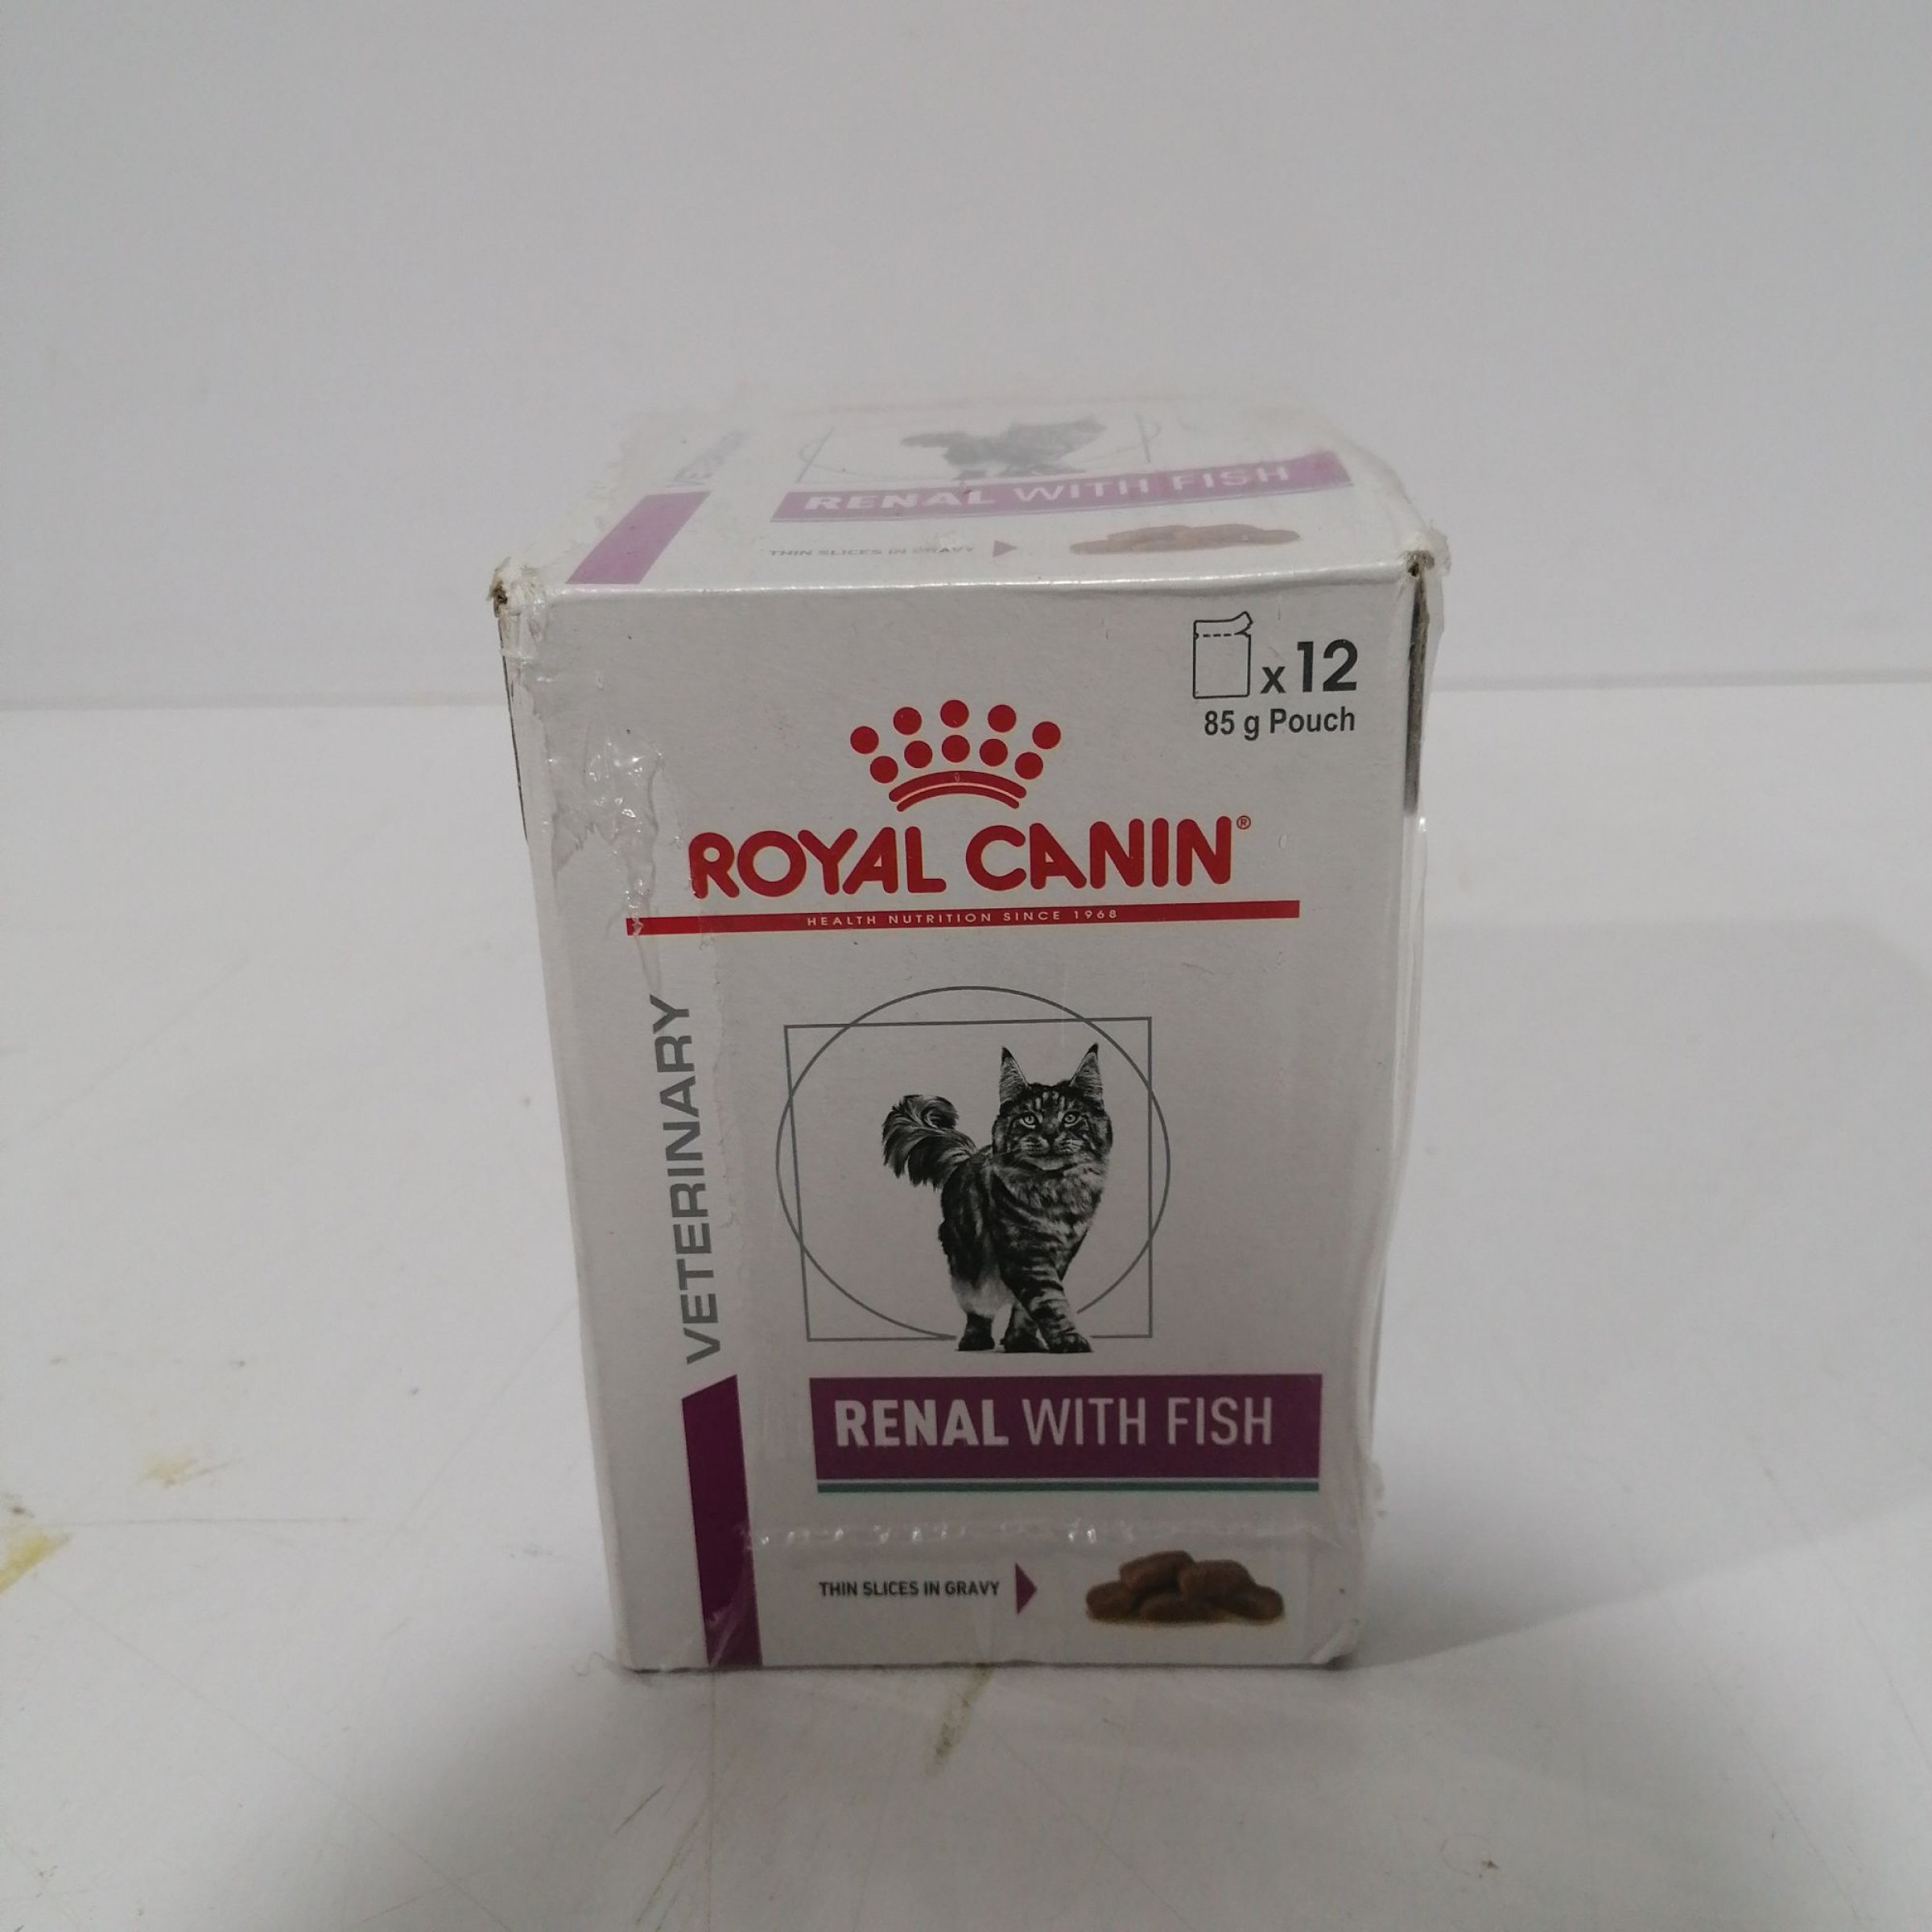 VETERINARY
RENAL WITH FISH
THIN SLICES IN GRAVY
x 12
85 g Pouch
ROYAL CANIN®
HEALTH NUTRITION SINCE 1968
VETERINARY
RENAL WITH FISH
THIN SLICES IN GRAVY